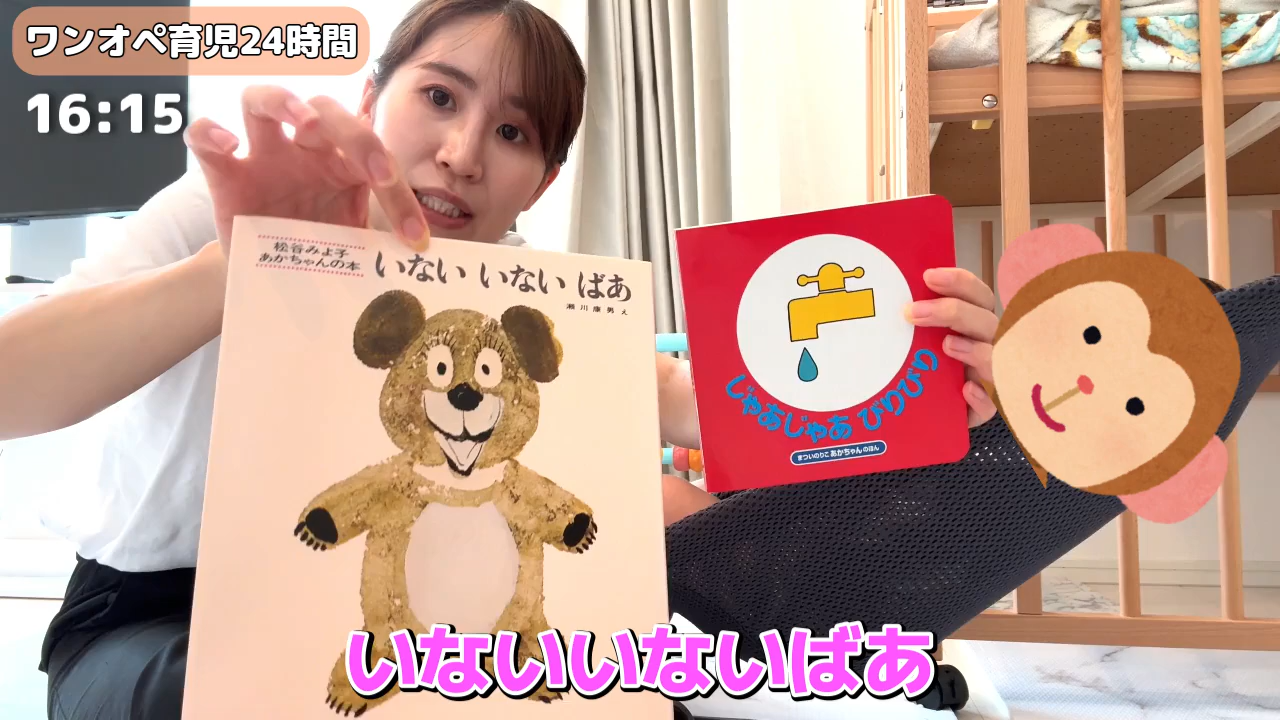 ワンオペ育児24時間
16:15
松谷みよ子
あかちゃんの本
いない いない ばあ
瀬川康男 え
じゃあじゃあ びりびり
まついのりこ あかちゃんのほん
いないいないばあ